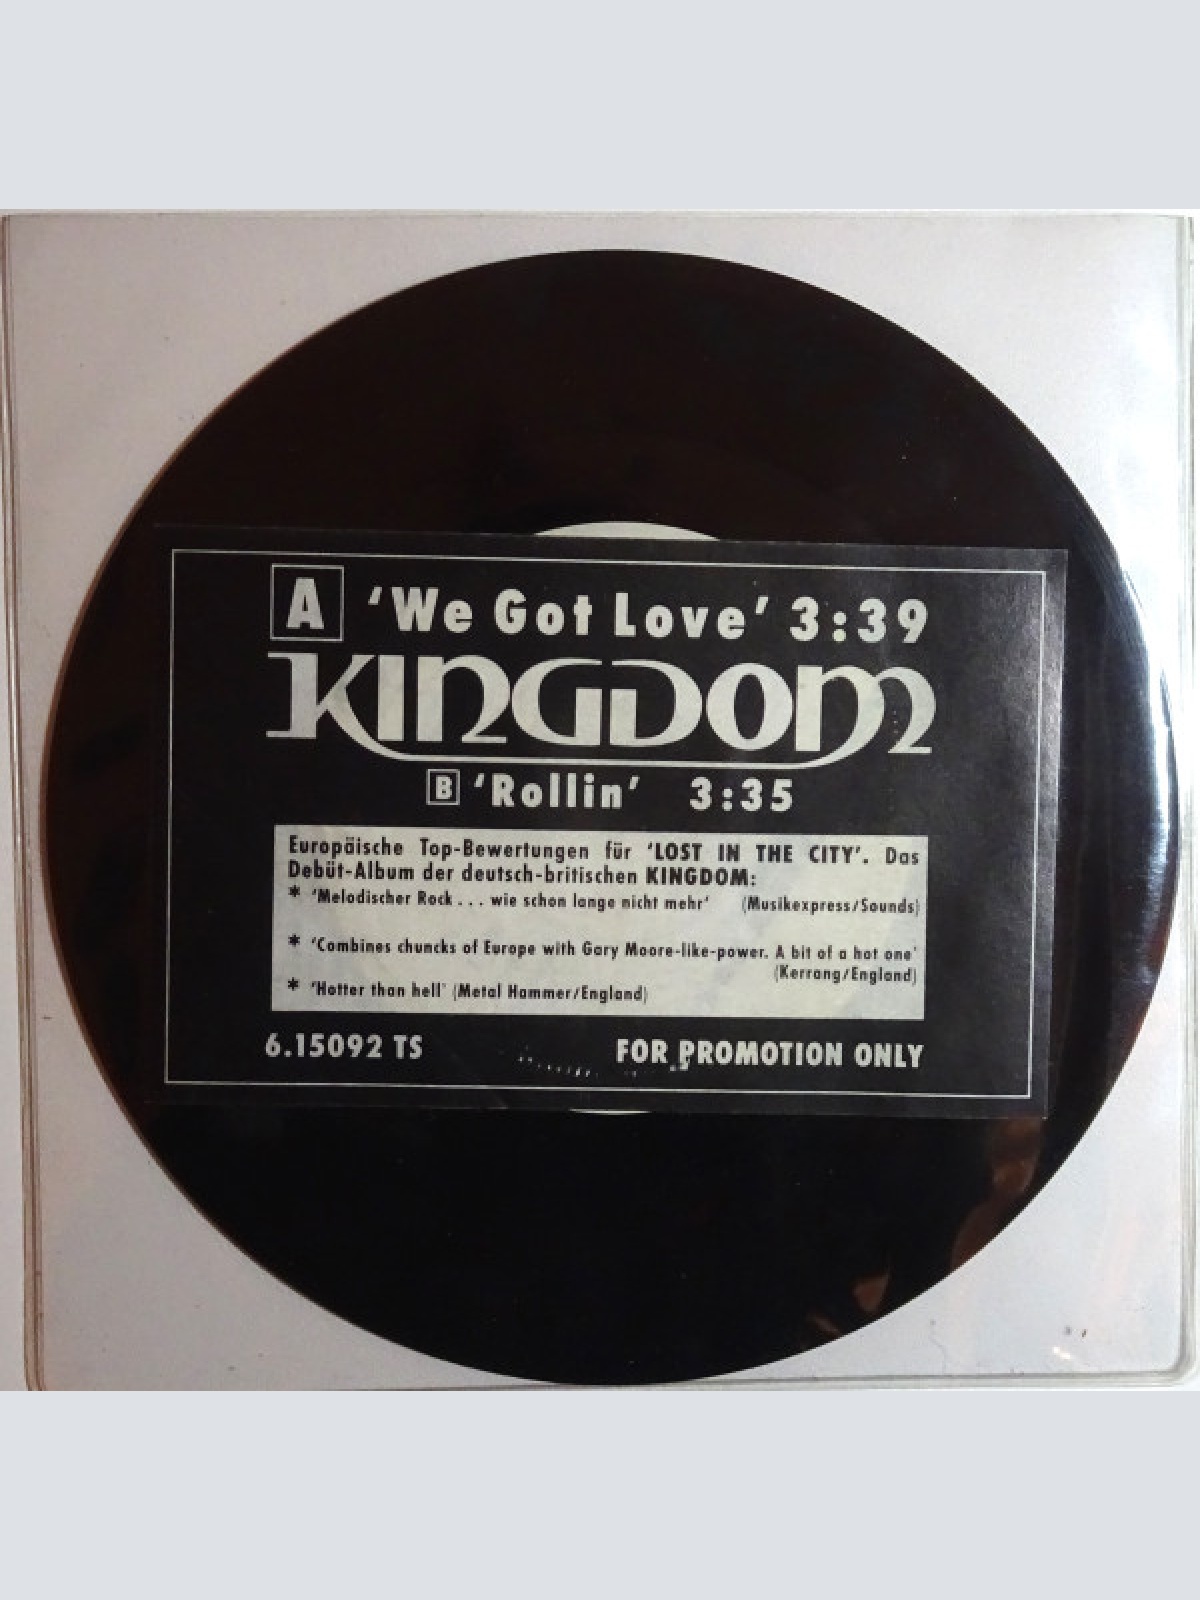 A 'We Got Love' 3:39
KINGDOM
B 'Rollin' 3:35
Europäische Top-Bewertungen für 'LOST IN THE CITY'. Das
Debüt-Album der deutsch-britischen KINGDOM:
* 'Melodischer Rock . . . wie schon lange nicht mehr' (Musikexpress/Sounds)
* 'Combines chuncks of Europe with Gary Moore-like-power. A bit of a hot one'
(Kerrang/England)
* 'Hotter than hell' (Metal Hammer/England)
6.15092 TS FOR PROMOTION ONLY